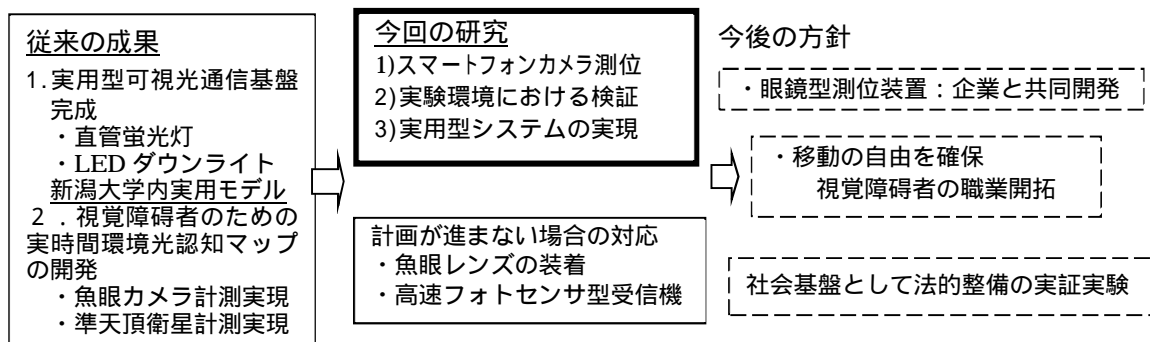 従来の成果
1.実用型可視光通信基盤
完成
・直管蛍光灯
・LED ダウンライト
新潟大学内実用モデル
２．視覚障碍者のための
実時間環境光認知マップ
の開発
・魚眼カメラ計測実現
・準天頂衛星計測実現
今回の研究
1)スマートフォンカメラ測位
2)実験環境における検証
3)実用型システムの実現
計画が進まない場合の対応
・魚眼レンズの装着
・高速フォトセンサ型受信機
今後の方針
・眼鏡型測位装置：企業と共同開発
・移動の自由を確保
視覚障碍者の職業開拓
社会基盤として法的整備の実証実験